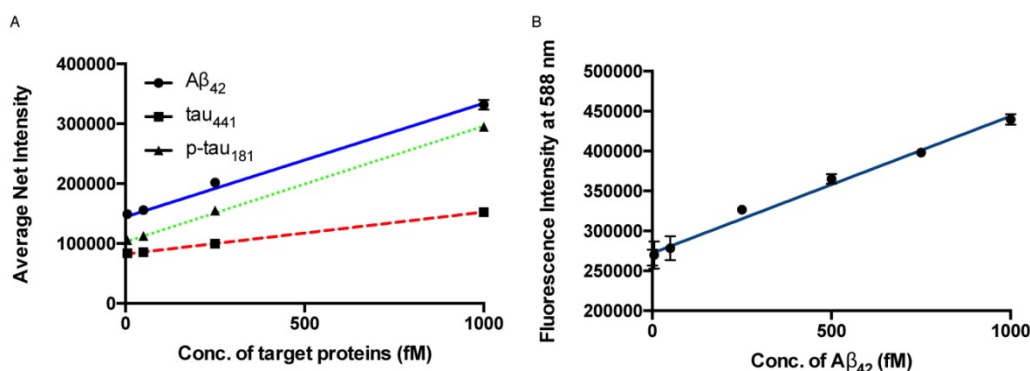 A
Average Net Intensity
400000
300000
200000
100000
0
Aβ42
tau441
p-tau181
0
500
1000
Conc. of target proteins (fM)
B
Fluorescence Intensity at 588 nm
500000
450000
400000
350000
300000
250000
200000
0
500
1000
Conc. of Aβ42 (fM)